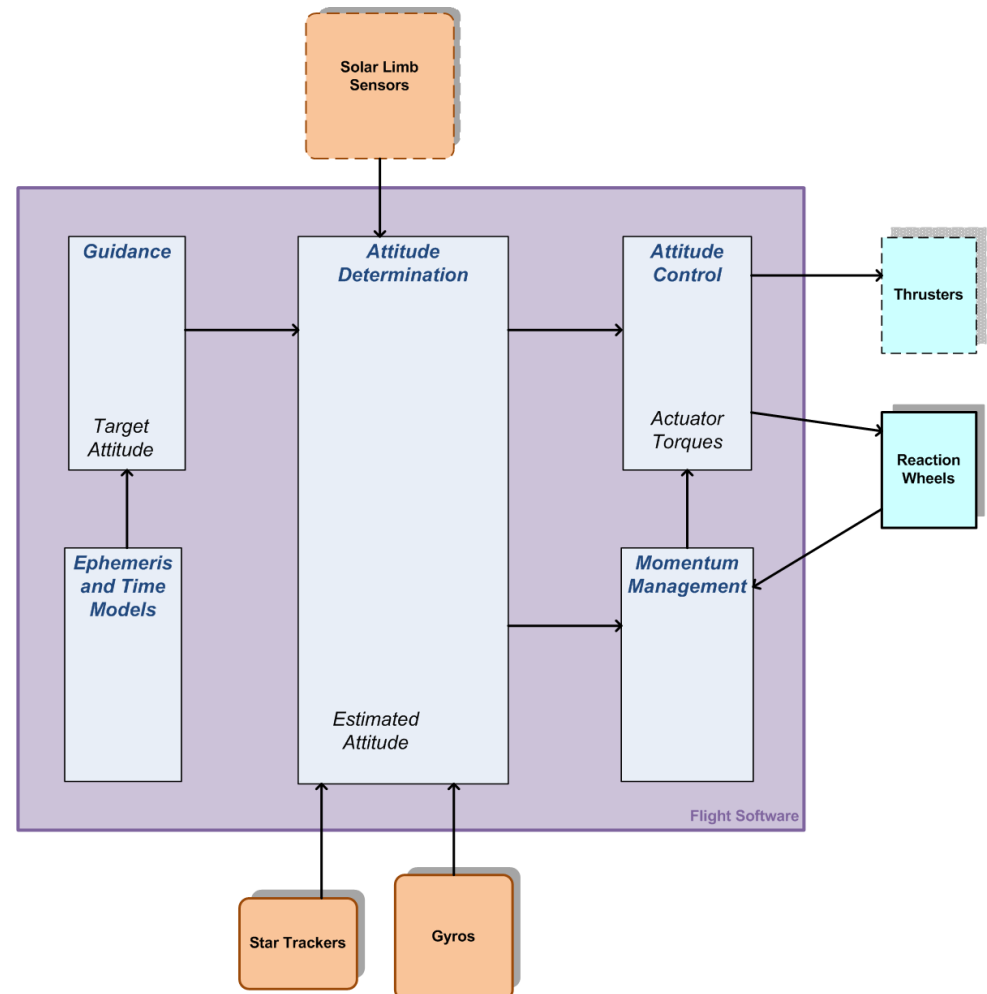 Solar Limb
Sensors
Guidance
Attitude
Determination
Attitude
Control
Thrusters
Target
Attitude
Actuator
Torques
Reaction
Wheels
Ephemeris
and Time
Models
Momentum
Management
Estimated
Attitude
Flight Software
Star Trackers
Gyros